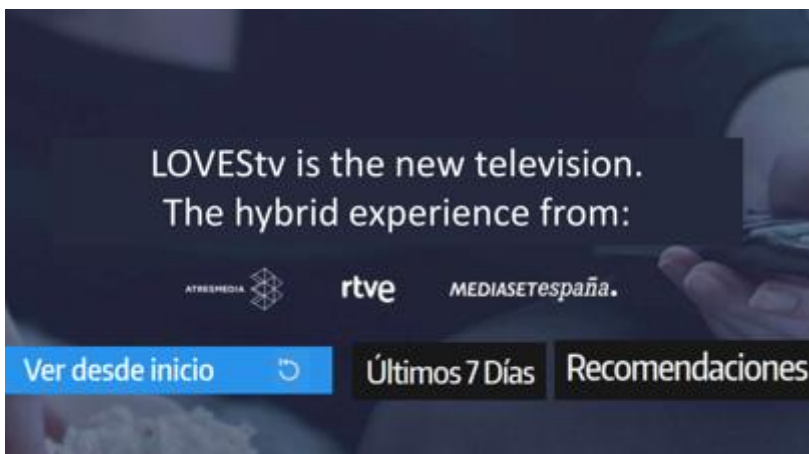 LOVEStv is the new television.
The hybrid experience from:
ATRESMEDIA rtve MEDIASETespaña.
Ver desde inicio Últimos 7 Días Recomendaciones